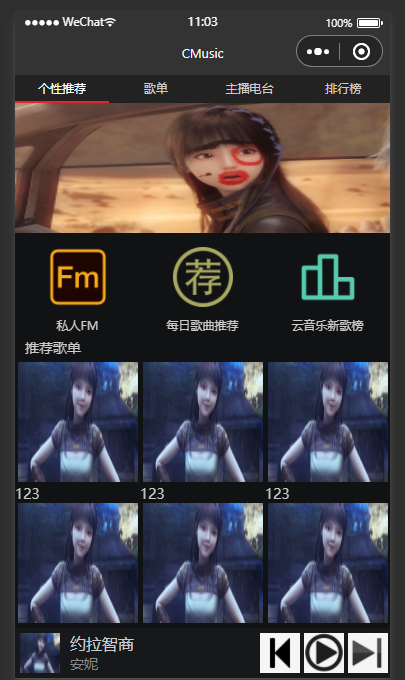 WeChat 11:03 100%
CMusic
个性推荐 歌单 主播电台 排行榜
Fm 荐
私人FM 每日歌曲推荐 云音乐新歌榜
推荐歌单
123 123 123
约拉智商
安妮